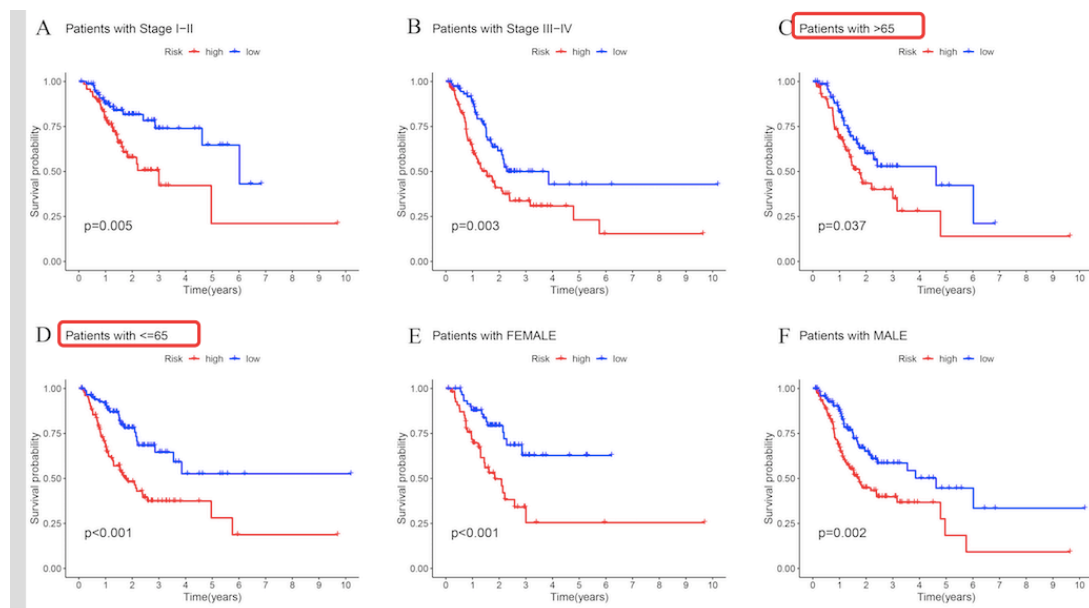 A Patients with Stage I−II
Risk high low
1.00
0.75
0.50
0.25
0.00
Survival probability
p=0.005
0 1 2 3 4 5 6 7 8 9 10
Time(years)
B Patients with Stage III−IV
Risk high low
1.00
0.75
0.50
0.25
0.00
Survival probability
p=0.003
0 1 2 3 4 5 6 7 8 9 10
Time(years)
C Patients with >65
Risk high low
1.00
0.75
0.50
0.25
0.00
Survival probability
p=0.037
0 1 2 3 4 5 6 7 8 9 10
Time(years)
D Patients with <=65
Risk high low
1.00
0.75
0.50
0.25
0.00
Survival probability
p<0.001
0 1 2 3 4 5 6 7 8 9 10
Time(years)
E Patients with FEMALE
Risk high low
1.00
0.75
0.50
0.25
0.00
Survival probability
p<0.001
0 1 2 3 4 5 6 7 8 9 10
Time(years)
F Patients with MALE
Risk high low
1.00
0.75
0.50
0.25
0.00
Survival probability
p=0.002
0 1 2 3 4 5 6 7 8 9 10
Time(years)